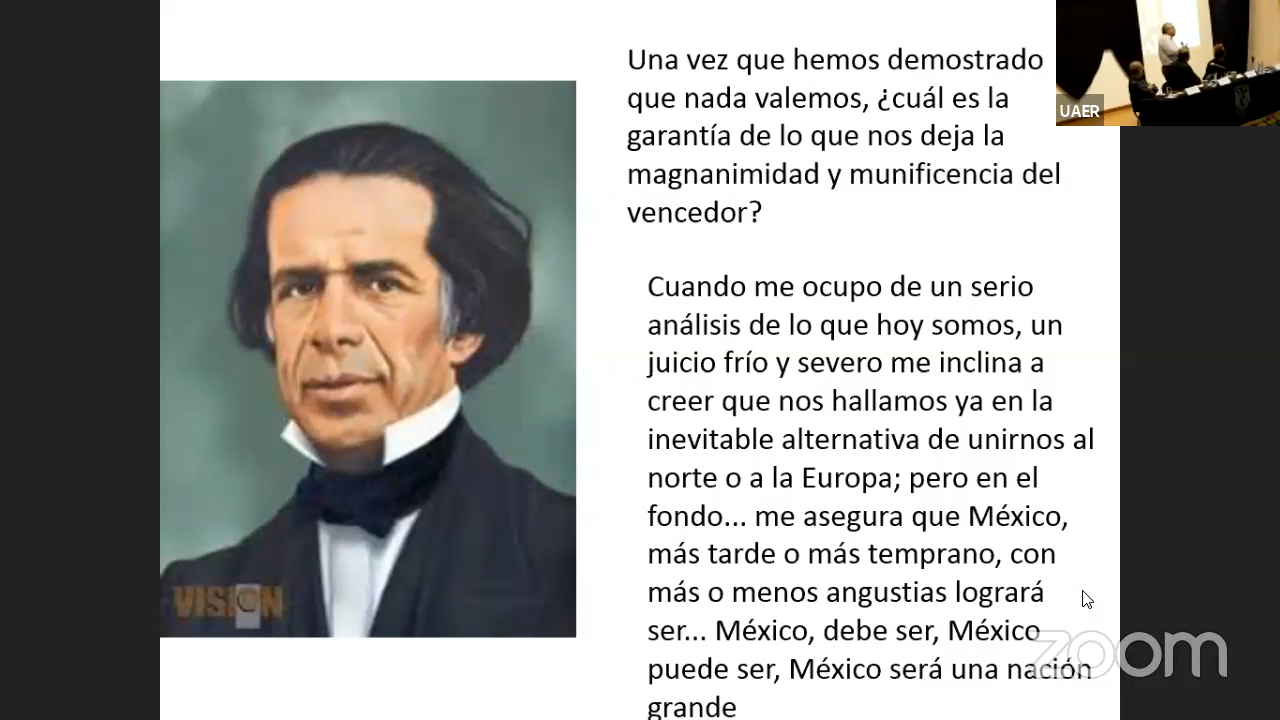 Una vez que hemos demostrado
que nada valemos, ¿cuál es la
garantía de lo que nos deja la
magnanimidad y munificencia del
vencedor?
Cuando me ocupo de un serio
análisis de lo que hoy somos, un
juicio frío y severo me inclina a
creer que nos hallamos ya en la
inevitable alternativa de unirnos al
norte o a la Europa; pero en el
fondo... me asegura que México,
más tarde o más temprano, con
más o menos angustias logrará
ser... México, debe ser, México
puede ser, México será una nación
grande
UAER
VISION
zoom